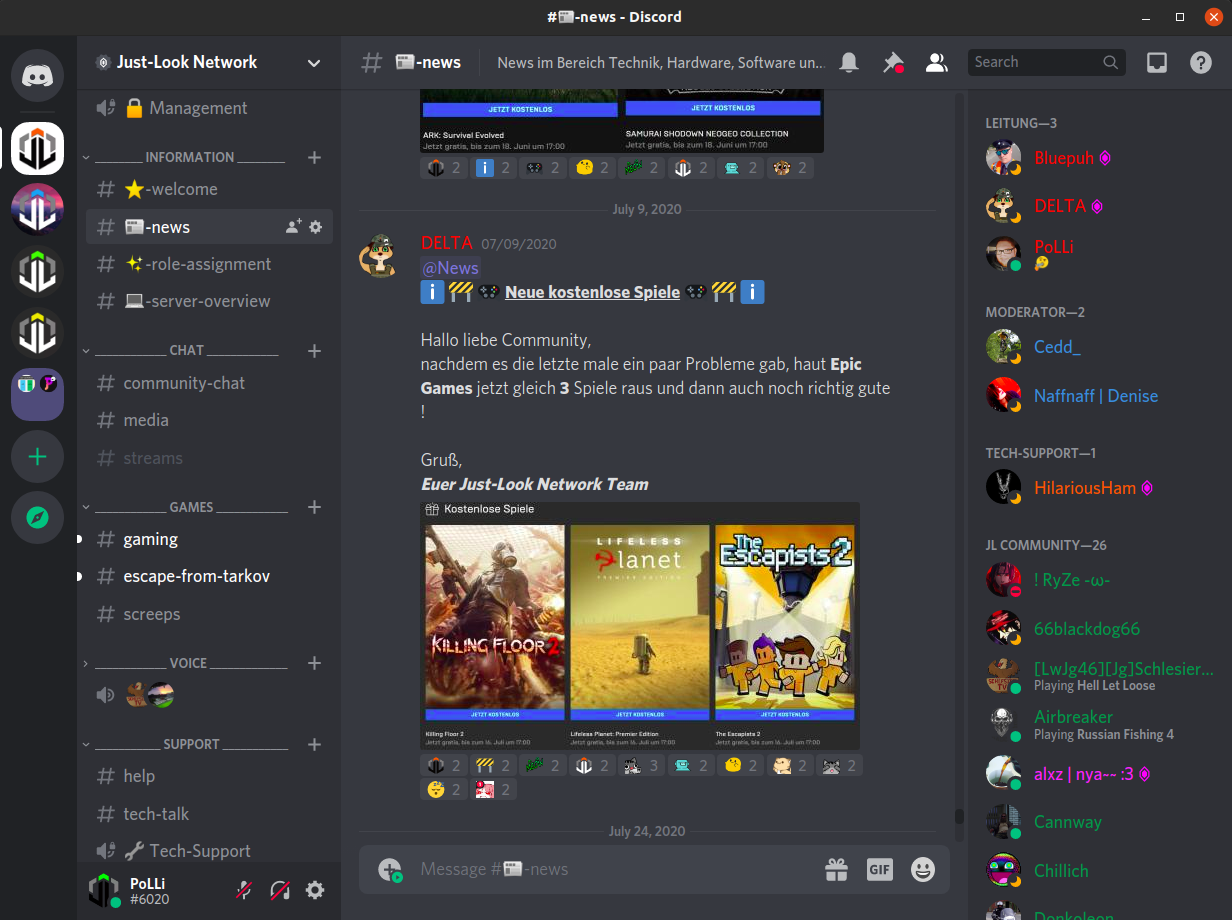 #-news - Discord
Just-Look Network
Management
INFORMATION
-welcome
-news
-role-assignment
-server-overview
CHAT
community-chat
media
streams
GAMES
gaming
escape-from-tarkov
screeps
VOICE
SUPPORT
help
tech-talk
Tech-Support
PoLLi
#6020
-news
News im Bereich Technik, Hardware, Software un...
Search
JETZT KOSTENLOS
JETZT KOSTENLOS
ARK: Survival Evolved
Jetzt gratis, bis zum 18. Juni um 17:00
SAMURAI SHODOWN NEOGEO COLLECTION
Jetzt gratis, bis zum 18. Juni um 17:00
2 2 2 2 2 2 2 2
July 9, 2020
DELTA 07/09/2020
@News
Neue kostenlose Spiele
Hallo liebe Community,
nachdem es die letzte male ein paar Probleme gab, haut Epic
Games jetzt gleich 3 Spiele raus und dann auch noch richtig gute
!
Gruß,
Euer Just-Look Network Team
Kostenlose Spiele
KILLING FLOOR 2
LIFELESS
Planet
PREMIER EDITION
The
Escapists 2
JETZT KOSTENLOS
JETZT KOSTENLOS
JETZT KOSTENLOS
Killing Floor 2
Jetzt gratis, bis zum 16. Juli um 17:00
Lifeless Planet: Premier Edition
Jetzt gratis, bis zum 16. Juli um 17:00
The Escapists 2
Jetzt gratis, bis zum 16. Juli um 17:00
2 2 2 2 3 2 2 2 2
2 2
July 24, 2020
Message #-news
GIF
LEITUNG—3
Bluepuh
DELTA
PoLLi
MODERATOR—2
Cedd_
Naffnaff | Denise
TECH-SUPPORT—1
HilariousHam
JL COMMUNITY—26
! RyZe -ω-
66blackdog66
[LwJg46][Jg]Schlesier...
Playing Hell Let Loose
Airbreaker
Playing Russian Fishing 4
alxz | nya-- :3
Cannway
Chillich
Donkoleon